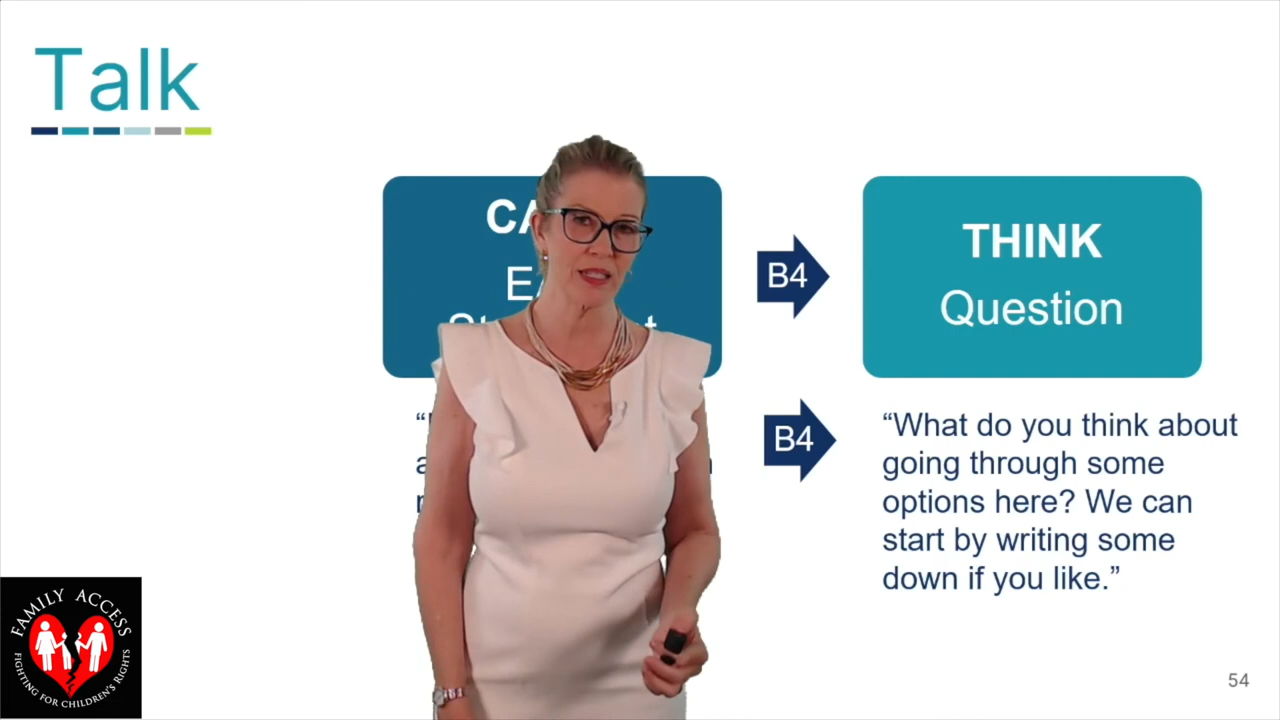 Talk
B4
THINK
Question
B4
“What do you think about
going through some
options here? We can
start by writing some
down if you like.”
FAMILY ACCESS
FIGHTING FOR CHILDREN'S RIGHTS
54